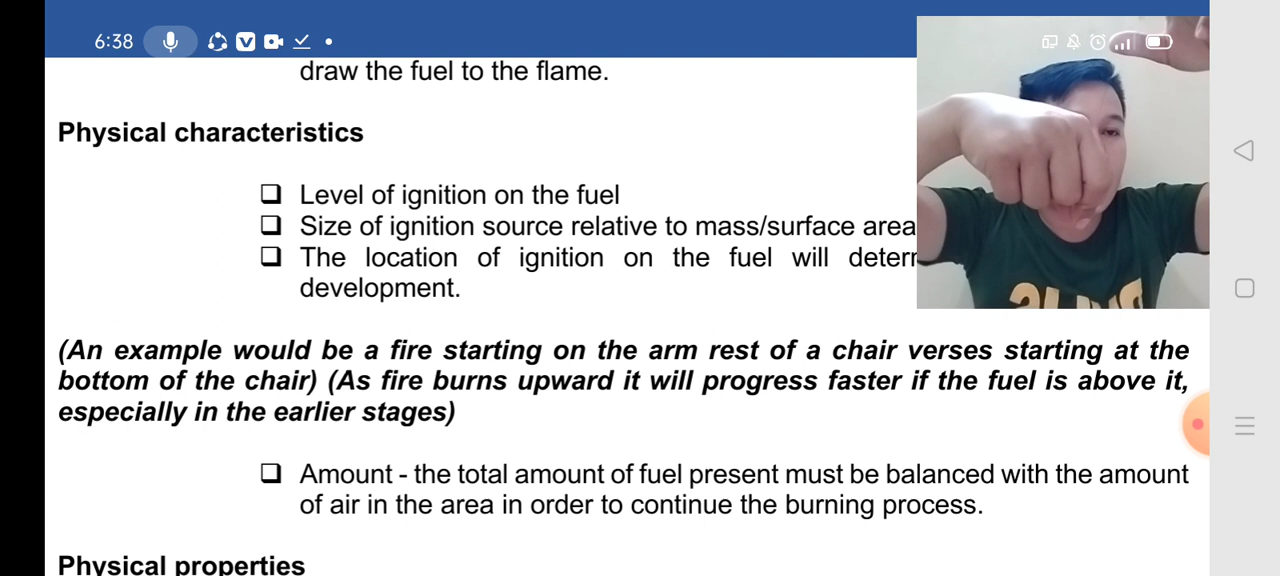 6:38
draw the fuel to the flame.
Physical characteristics
❑ Level of ignition on the fuel
❑ Size of ignition source relative to mass/surface area
❑ The location of ignition on the fuel will
development.
(An example would be a fire starting on the arm rest of a chair verses starting at the
bottom of the chair) (As fire burns upward it will progress faster if the fuel is above it,
especially in the earlier stages)
❑ Amount - the total amount of fuel present must be balanced with the amount
of air in the area in order to continue the burning process.
Physical properties